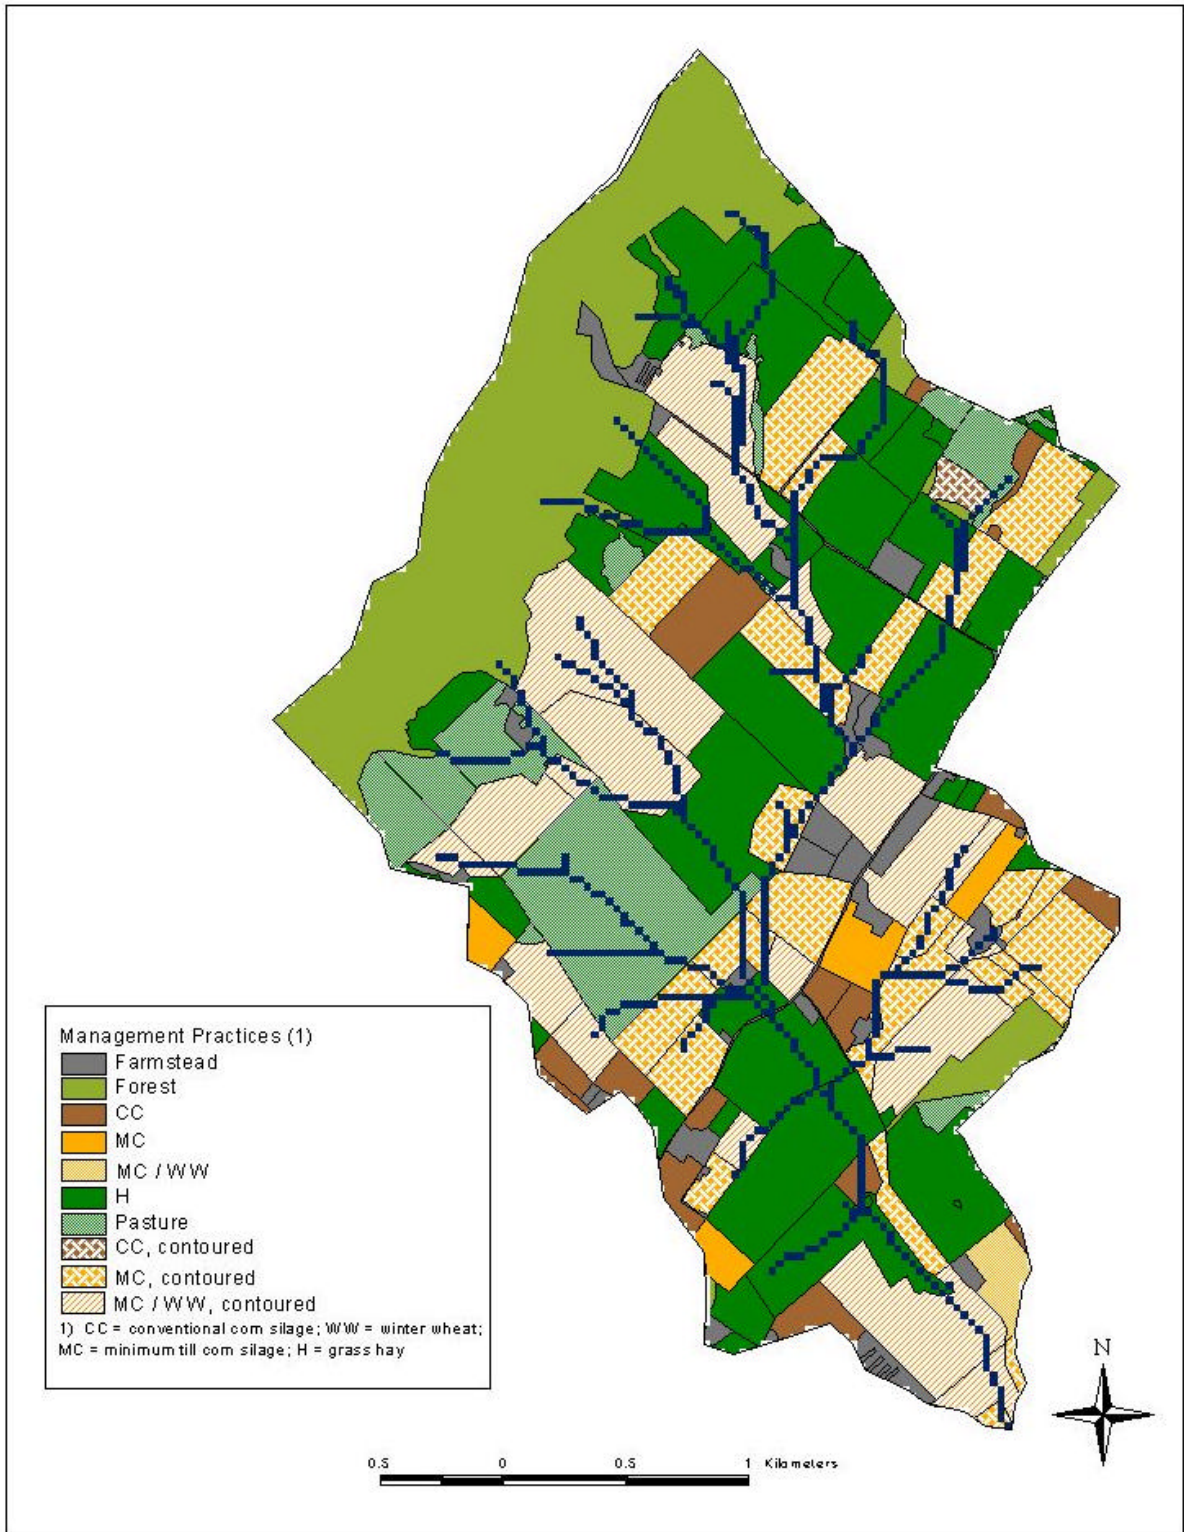 Management Practices (1)
Farmstead
Forest
CC
MC
MC / WW
H
Pasture
CC, contoured
MC, contoured
MC / WW, contoured
1) CC = conventional corn silage; WW = winter wheat;
MC = minimum till corn silage; H = grass hay
N
0.5 0 0.5 1 Kilometers